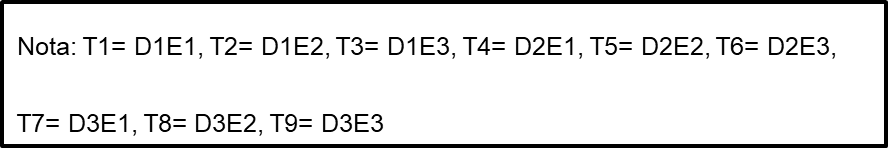 Nota: T1= D1E1, T2= D1E2, T3= D1E3, T4= D2E1, T5= D2E2, T6= D2E3,
T7= D3E1, T8= D3E2, T9= D3E3